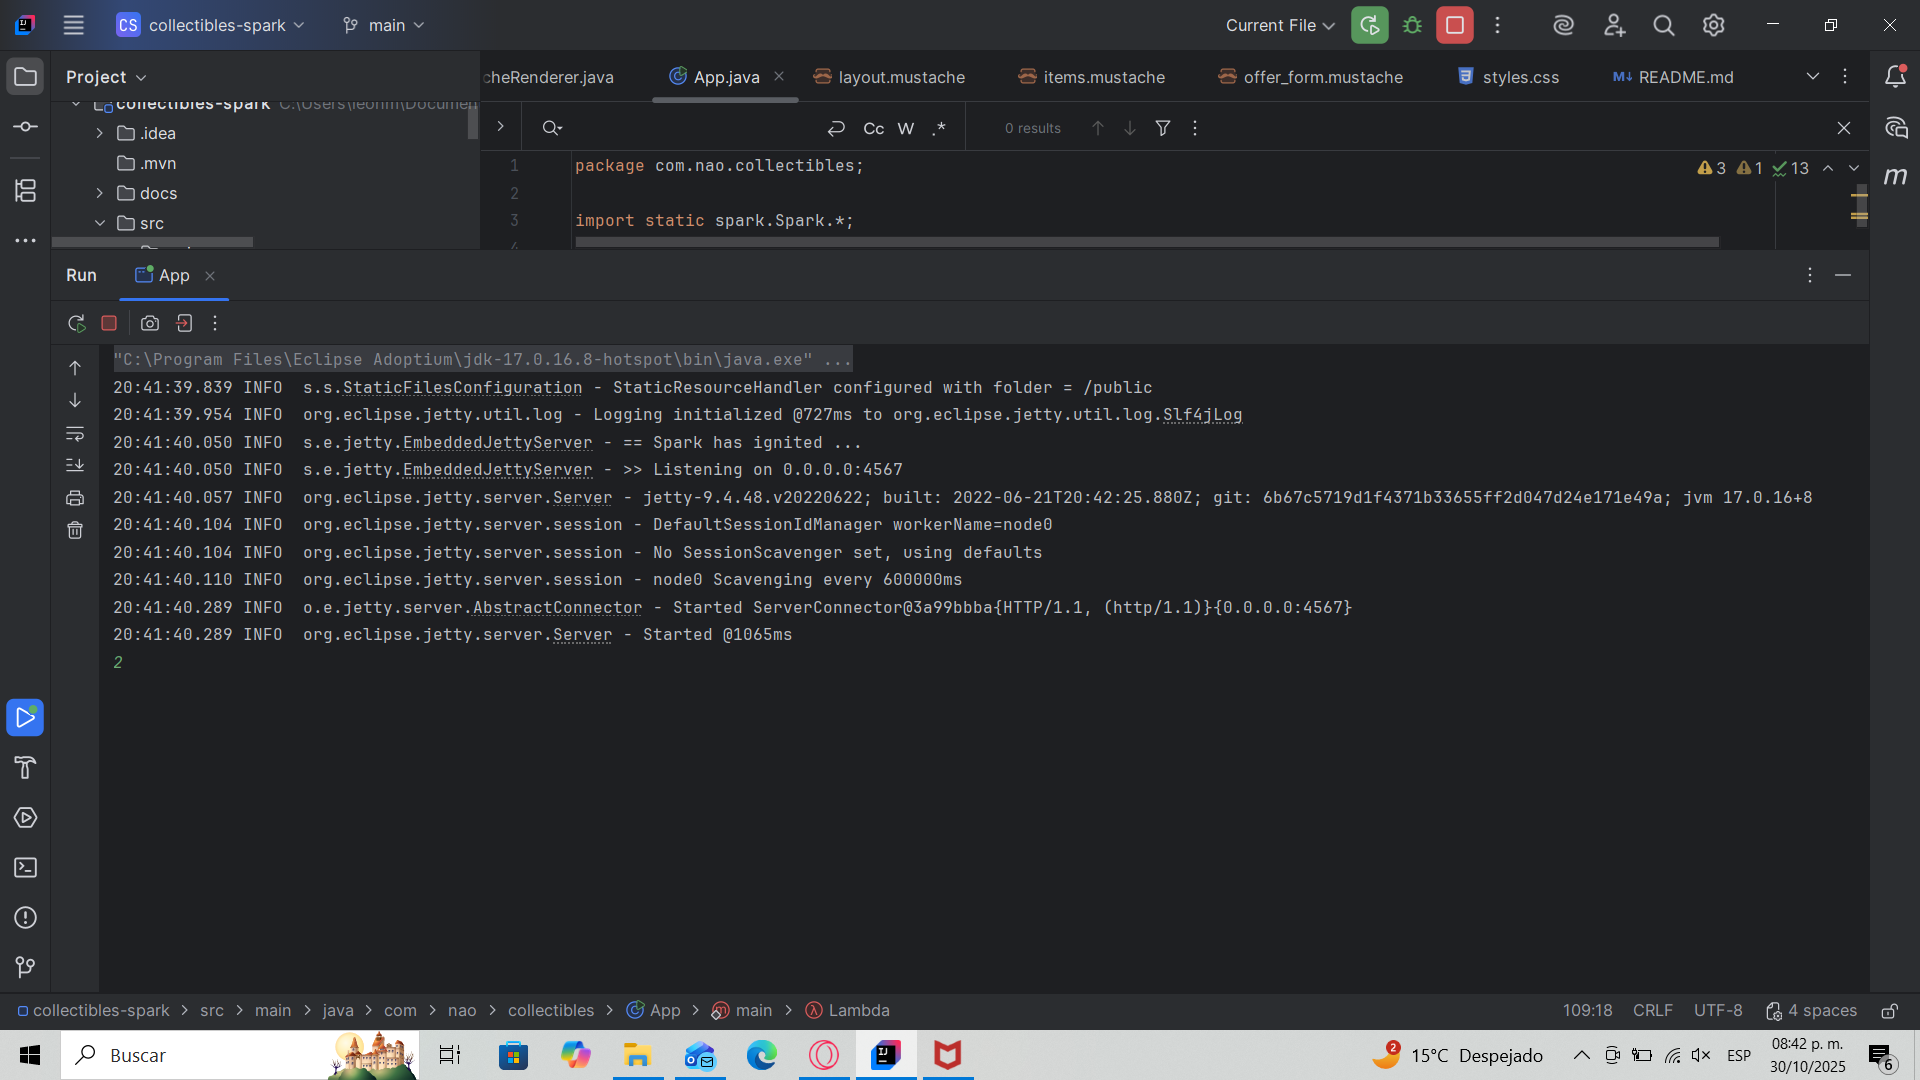 CS collectibles-spark main Current File
Project
cheRenderer.java App.java layout.mustache items.mustache offer_form.mustache styles.css README.md
collectibles-spark C:\Users\leonm\Documen
.idea
.mvn
docs
src
Cc W .* 0 results
1 package com.nao.collectibles;
2
3 import static spark.Spark.*;
4
3 1 13
Run App
"C:\Program Files\Eclipse Adoptium\jdk-17.0.16.8-hotspot\bin\java.exe" ...
20:41:39.839 INFO  s.s.StaticFilesConfiguration - StaticResourceHandler configured with folder = /public
20:41:39.954 INFO  org.eclipse.jetty.util.log - Logging initialized @727ms to org.eclipse.jetty.util.log.Slf4jLog
20:41:40.050 INFO  s.e.jetty.EmbeddedJettyServer - == Spark has ignited ...
20:41:40.050 INFO  s.e.jetty.EmbeddedJettyServer - >> Listening on 0.0.0.0:4567
20:41:40.057 INFO  org.eclipse.jetty.server.Server - jetty-9.4.48.v20220622; built: 2022-06-21T20:42:25.880Z; git: 6b67c5719d1f4371b33655ff2d047d24e171e49a; jvm 17.0.16+8
20:41:40.104 INFO  org.eclipse.jetty.server.session - DefaultSessionIdManager workerName=node0
20:41:40.104 INFO  org.eclipse.jetty.server.session - No SessionScavenger set, using defaults
20:41:40.110 INFO  org.eclipse.jetty.server.session - node0 Scavenging every 600000ms
20:41:40.289 INFO  o.e.jetty.server.AbstractConnector - Started ServerConnector@3a99bbba{HTTP/1.1, (http/1.1)}{0.0.0.0:4567}
20:41:40.289 INFO  org.eclipse.jetty.server.Server - Started @1065ms
2
collectibles-spark > src > main > java > com > nao > collectibles > App > main > Lambda 109:18 CRLF UTF-8 4 spaces
Buscar 2 15°C Despejado ESP 08:42 p. m.
30/10/2025 6